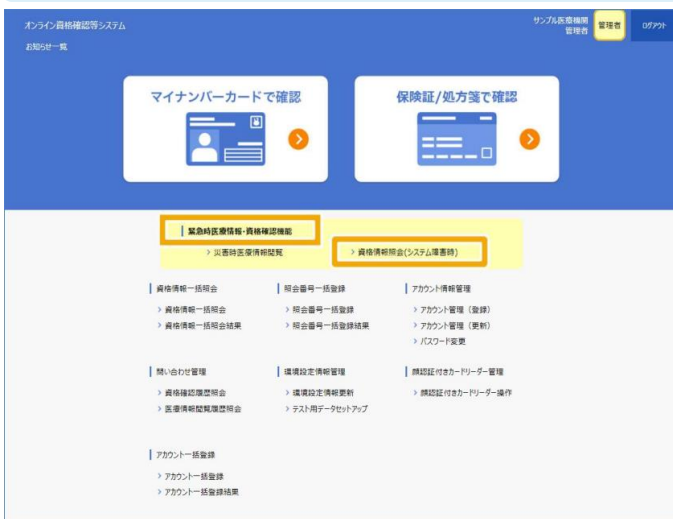 オンライン資格確認等システム
サンプル医療機関
管理者
管理者
ログアウト
お知らせ一覧
マイナンバーカードで確認
保険証/処方箋で確認
緊急時医療情報・資格確認機能
> 災害時医療情報閲覧
> 資格情報照会(システム障害時)
資格情報一括照会
> 資格情報一括照会
> 資格情報一括照会結果
照会番号一括登録
> 照会番号一括登録
> 照会番号一括登録結果
アカウント情報管理
> アカウント管理（登録）
> アカウント管理（更新）
> パスワード変更
問い合わせ管理
> 資格確認履歴照会
> 医療情報閲覧履歴照会
環境設定情報管理
> 環境設定情報更新
> テスト用データセットアップ
顔認証付きカードリーダー管理
> 顔認証付きカードリーダー操作
アカウント一括登録
> アカウント一括登録
> アカウント一括登録結果